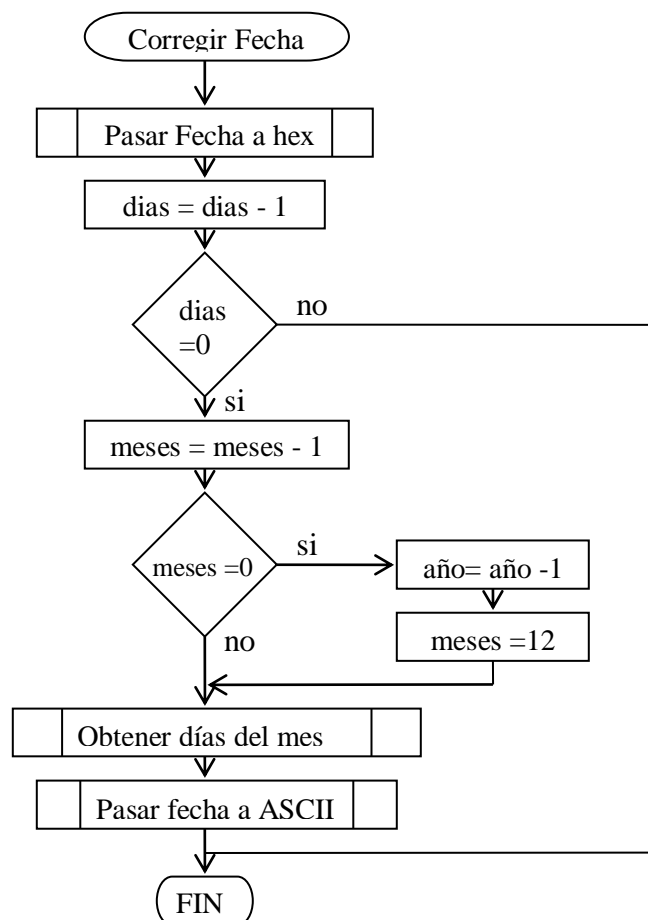 Corregir Fecha
Pasar Fecha a hex
dias = dias - 1
dias
=0
no
si
meses = meses - 1
meses =0
si
año= año -1
meses =12
no
Obtener días del mes
Pasar fecha a ASCII
FIN